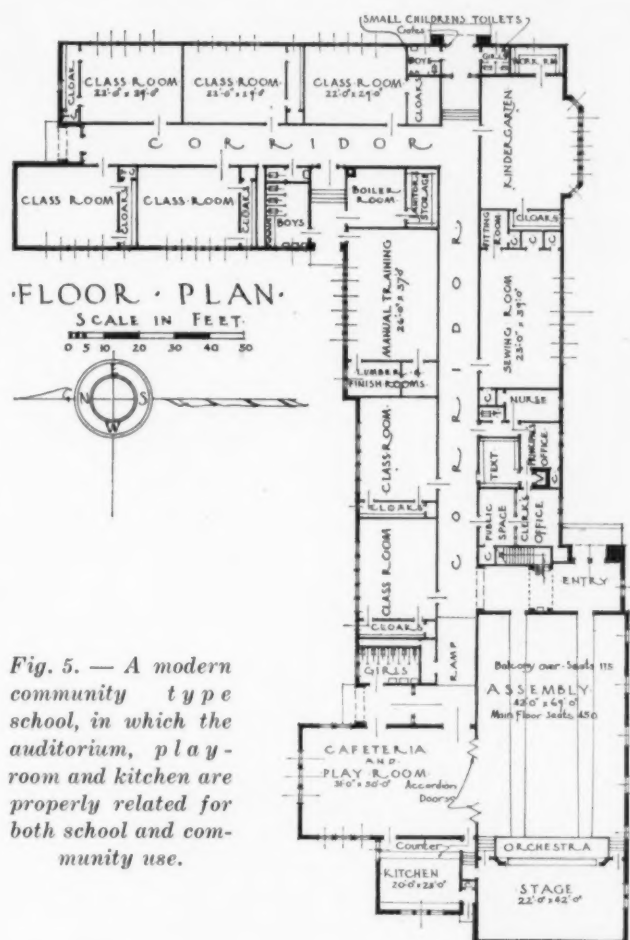 SMALL CHILDRENS TOILETS
Gates
BOYS
GIRLS
WORK RM
CLOAK
CLASS ROOM
22'-0" x 29'-0"
CLASS ROOM
CLASS ROOM
22'-0" x 29'-0"
CLOAKS
KINDERGARTEN
CORRIDOR
CLASS ROOM
CLOAKS
CLASS ROOM
CLOAKS
BOYS
BOILER
ROOM
JANITOR'S
STORAGE
CLOAKS
FITTING
ROOM
C
C
C
·FLOOR·PLAN·
SCALE IN FEET
0 5 10 20 30 40 50
E
N
S
W
MANUAL TRAINING
26'-0" x 57'-0"
SEWING ROOM
23'-0" x 39'-0"
CORRIDOR
LUMBER &
FINISH ROOMS
C
NURSE
CLASS ROOM
CLOAKS
TEXT
PRINCIPAL'S
OFFICE
V
C
PUBLIC
SPACE
CLERK'S
OFFICE
C
CLASS ROOM
CLOAKS
ENTRY
GIRLS
RAMP
Balcony over-Seats 115
ASSEMBLY
42'-0" x 69'-0"
Main Floor Seats 450
CAFETERIA
AND
PLAY ROOM
31'-0" x 50'-0"
Accordion
Doors
Counter
KITCHEN
20'-0" x 28'-0"
ORCHESTRA
STAGE
22'-0" x 42'-0"
Fig. 5. — A modern
community type
school, in which the
auditorium, play-
room and kitchen are
properly related for
both school and com-
munity use.